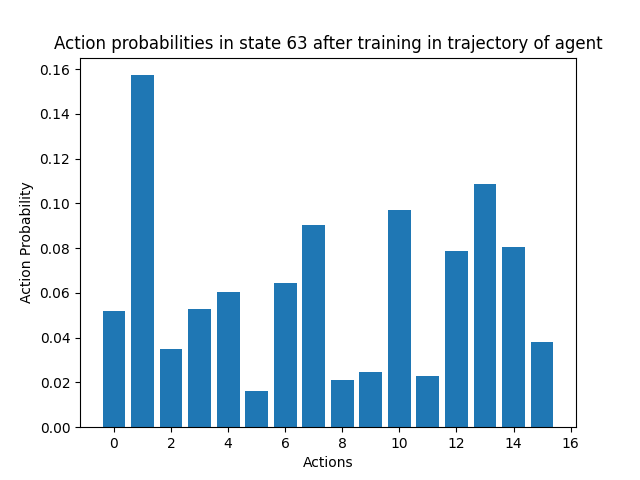 Action probabilities in state 63 after training in trajectory of agent
0.16
0.14
0.12
0.10
0.08
0.06
0.04
0.02
0.00
Action Probability
0 2 4 6 8 10 12 14 16
Actions